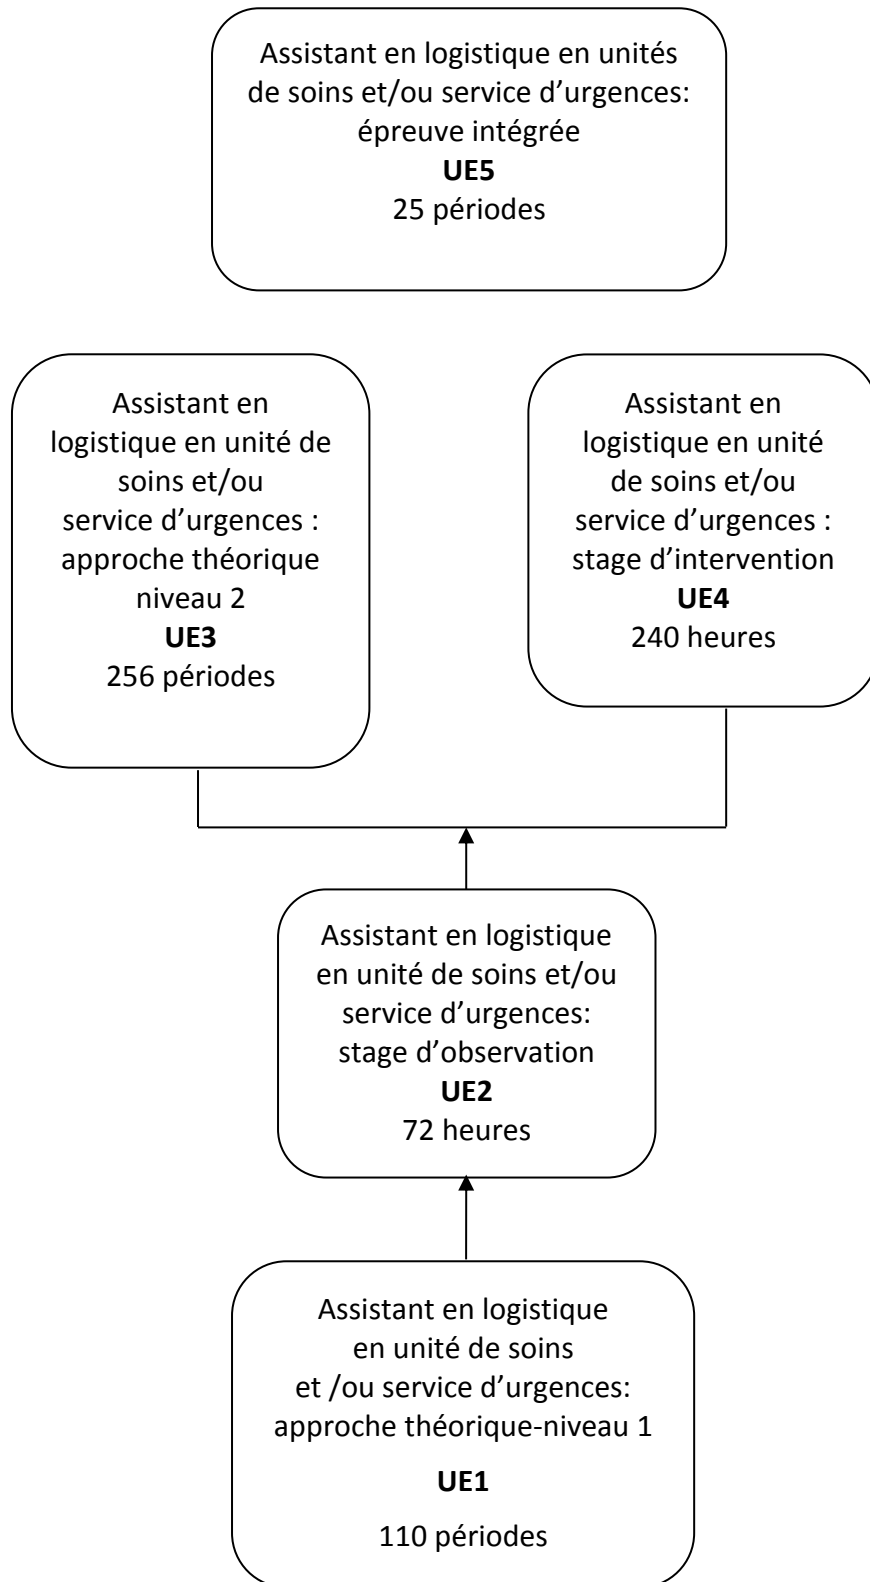 Assistant en logistique en unités
de soins et/ou service d’urgences:
épreuve intégrée
UE5
25 périodes
Assistant en
logistique en unité de
soins et/ou
service d’urgences :
approche théorique
niveau 2
UE3
256 périodes
Assistant en
logistique en unité
de soins et/ou
service d’urgences :
stage d’intervention
UE4
240 heures
Assistant en logistique
en unité de soins et/ou
service d’urgences:
stage d’observation
UE2
72 heures
Assistant en logistique
en unité de soins
et /ou service d’urgences:
approche théorique-niveau 1
UE1
110 périodes